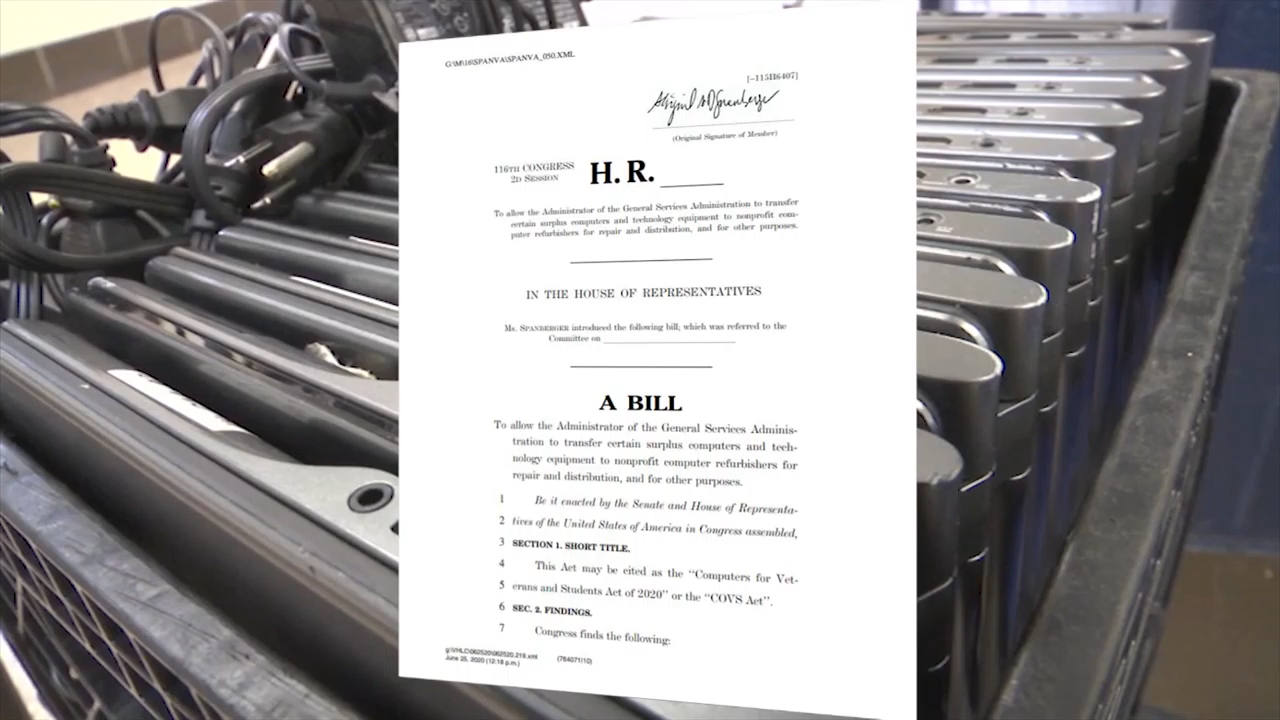 G:\M\16\SPANVA\SPANVA_050.XML
[~115H6407]
(Original Signature of Member)
116TH CONGRESS
2D SESSION
H. R. ______
To allow the Administrator of the General Services Administration to transfer
certain surplus computers and technology equipment to nonprofit com-
puter refurbishers for repair and distribution, and for other purposes.
IN THE HOUSE OF REPRESENTATIVES
Ms. SPANBERGER introduced the following bill; which was referred to the
Committee on ______________
A BILL
To allow the Administrator of the General Services Adminis-
tration to transfer certain surplus computers and tech-
nology equipment to nonprofit computer refurbishers for
repair and distribution, and for other purposes.
1 Be it enacted by the Senate and House of Representa-
2 tives of the United States of America in Congress assembled,
3 SECTION 1. SHORT TITLE.
4 This Act may be cited as the ‘‘Computers for Vet-
5 erans and Students Act of 2020’’ or the ‘‘COVS Act’’.
6 SEC. 2. FINDINGS.
7 Congress finds the following:
g:\VHLC\062520\062520.219.xml (764071|10)
June 25, 2020 (12:18 p.m.)